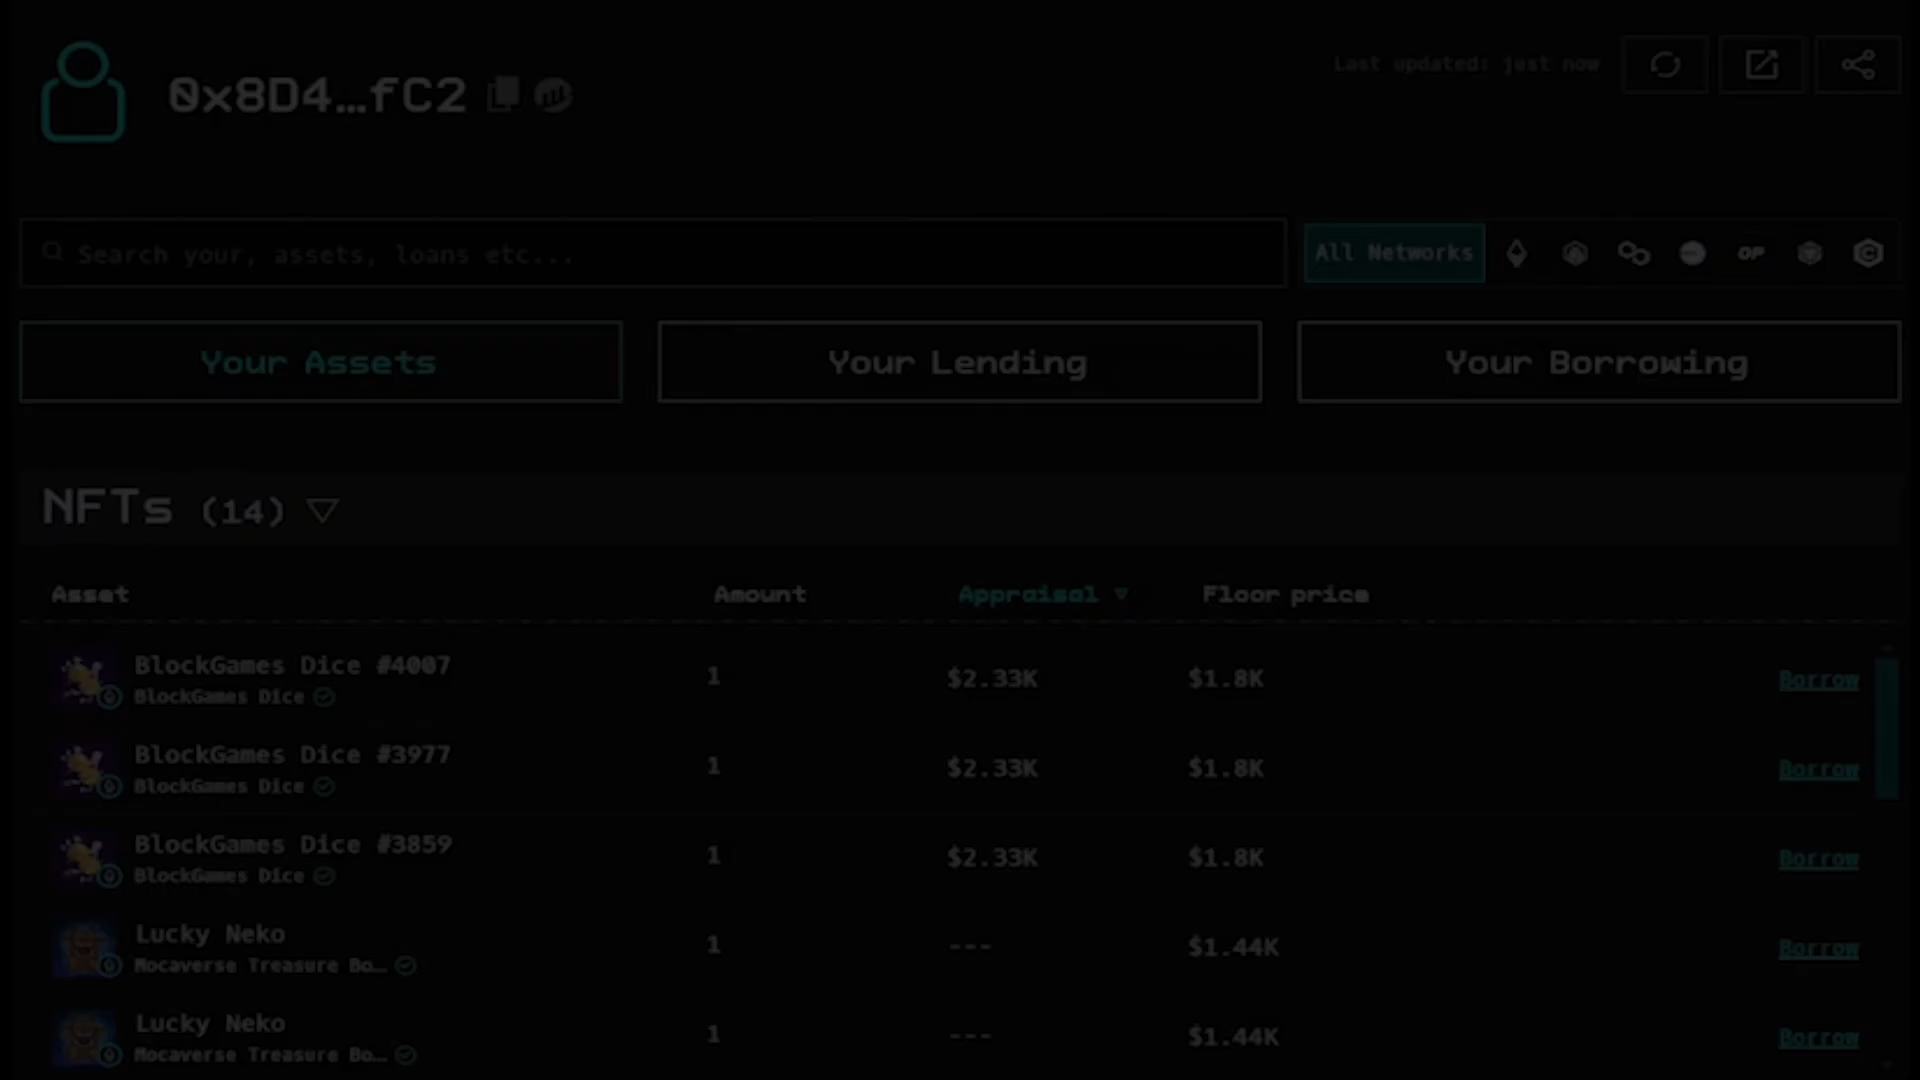 0x8D4...fC2
Last updated: just now
Search your, assets, loans etc...
All Networks
OP
Your Assets
Your Lending
Your Borrowing
NFTs (14)
Asset Amount Appraisal Floor price
BlockGames Dice #4007
BlockGames Dice
1 $2.33K $1.8K Borrow
BlockGames Dice #3977
BlockGames Dice
1 $2.33K $1.8K Borrow
BlockGames Dice #3859
BlockGames Dice
1 $2.33K $1.8K Borrow
Lucky Neko
Mocaverse Treasure Bo...
1 --- $1.44K Borrow
Lucky Neko
Mocaverse Treasure Bo...
1 --- $1.44K Borrow